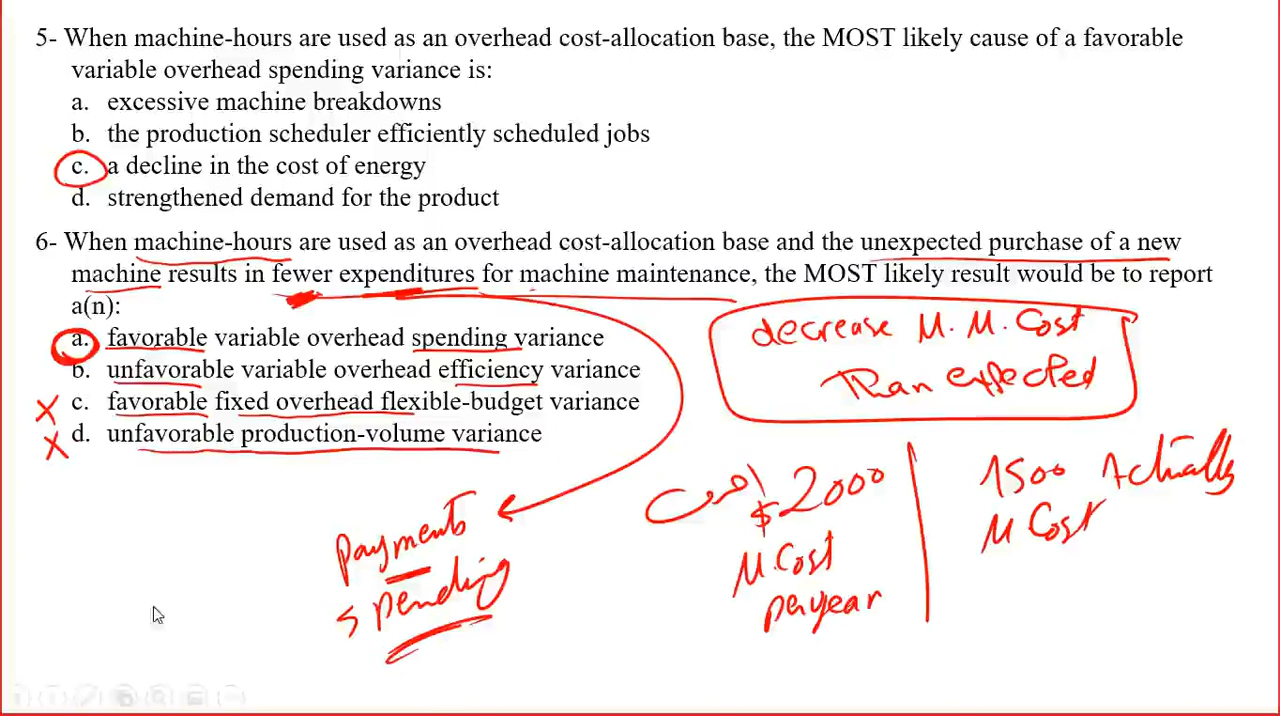 5- When machine-hours are used as an overhead cost-allocation base, the MOST likely cause of a favorable
variable overhead spending variance is:
a. excessive machine breakdowns
b. the production scheduler efficiently scheduled jobs
c. a decline in the cost of energy
d. strengthened demand for the product
6- When machine-hours are used as an overhead cost-allocation base and the unexpected purchase of a new
machine results in fewer expenditures for machine maintenance, the MOST likely result would be to report
a(n):
a. favorable variable overhead spending variance
b. unfavorable variable overhead efficiency variance
x c. favorable fixed overhead flexible-budget variance
x d. unfavorable production-volume variance
decrease M. M. Cost
Than expected
payments
spending
$2000
M.Cost
per year
1500 Actually
M Cost